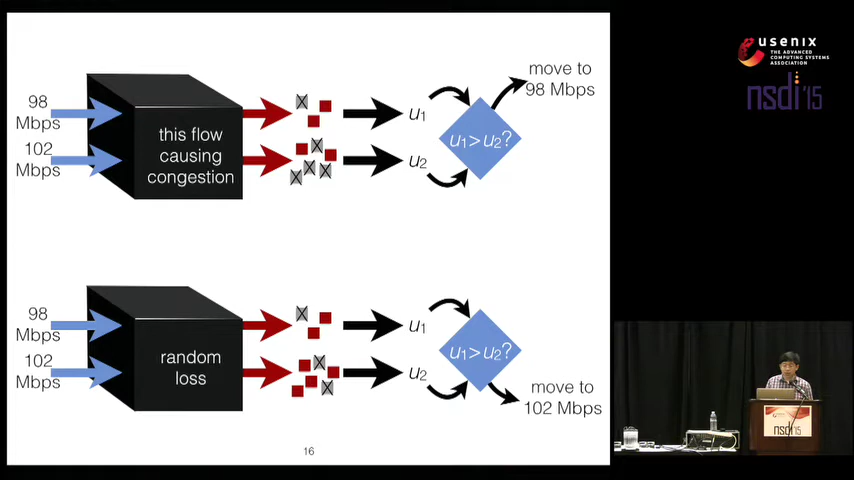 98
Mbps
102
Mbps
this flow
causing
congestion
u1
u2
u1>u2?
move to
98 Mbps
98
Mbps
102
Mbps
random
loss
u1
u2
u1>u2?
move to
102 Mbps
16
usenix
THE ADVANCED
COMPUTING SYSTEMS
ASSOCIATION
nsdi'15
nsdi'15